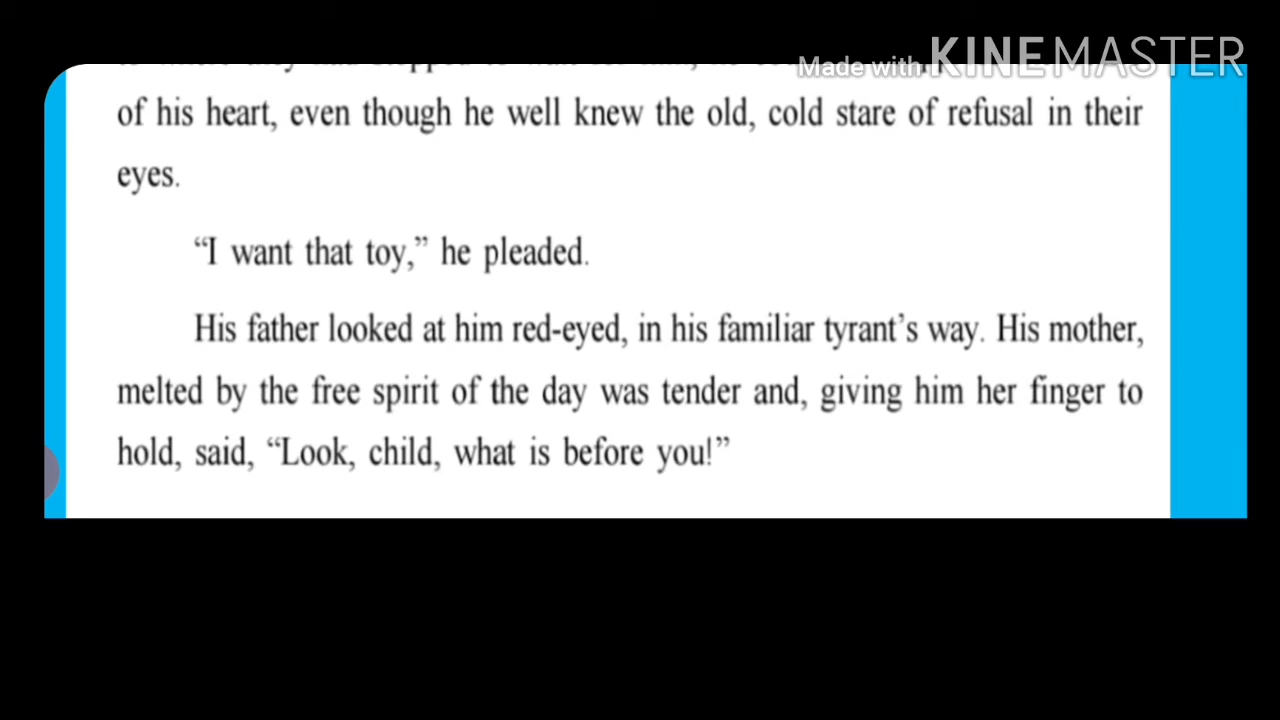 Made with KINEMASTER
of his heart, even though he well knew the old, cold stare of refusal in their
eyes.
“I want that toy,” he pleaded.
His father looked at him red-eyed, in his familiar tyrant’s way. His mother,
melted by the free spirit of the day was tender and, giving him her finger to
hold, said, “Look, child, what is before you!”